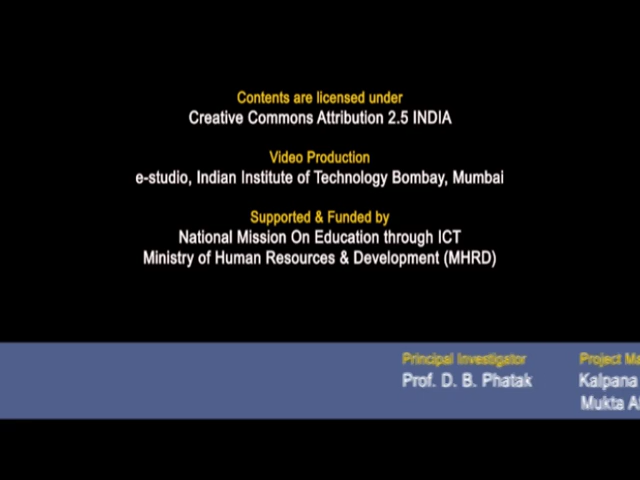 Contents are licensed under
Creative Commons Attribution 2.5 INDIA
Video Production
e-studio, Indian Institute of Technology Bombay, Mumbai
Supported & Funded by
National Mission On Education through ICT
Ministry of Human Resources & Development (MHRD)
Principal Investigator
Prof. D. B. Phatak
Project
Kalpana
Mukta